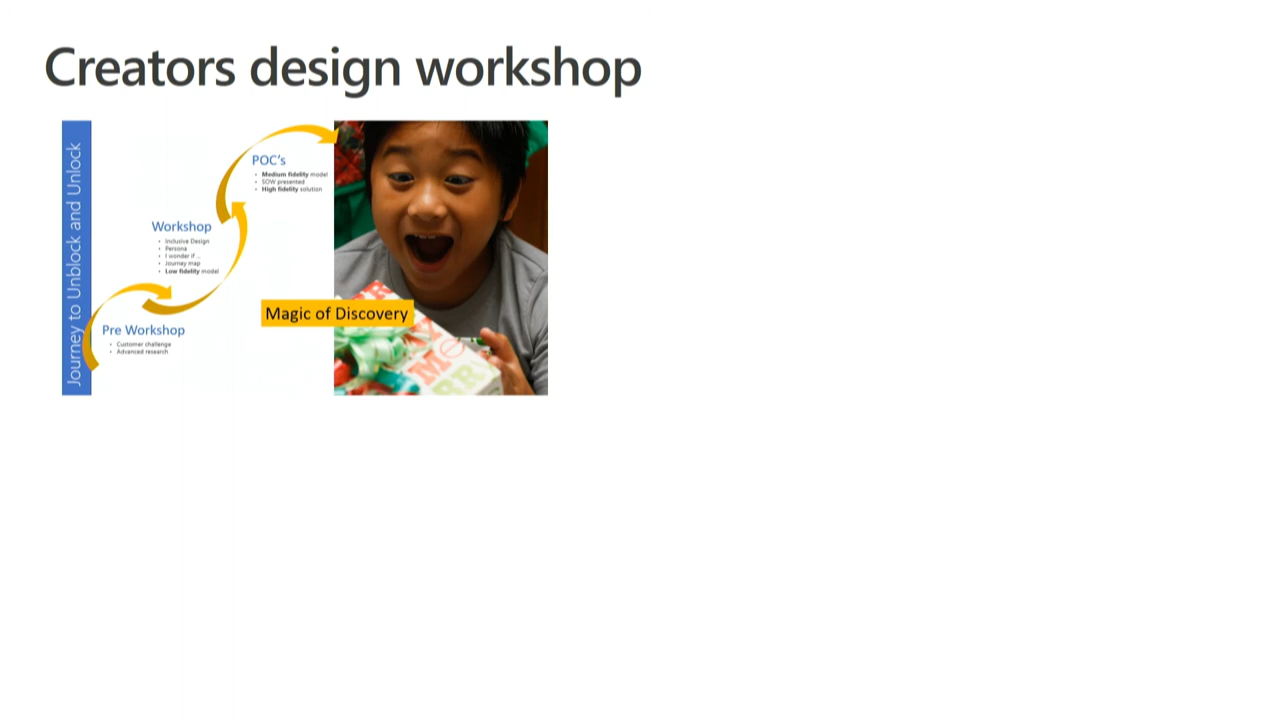 Creators design workshop
Journey to Unblock and Unlock
POC's
• Medium fidelity model
• SOW presented
• High fidelity solution
Workshop
• Inclusive Design
• Persona
• I wonder if ...
• Journey map
• Low fidelity model
Magic of Discovery
Pre Workshop
• Customer challenge
• Advanced research